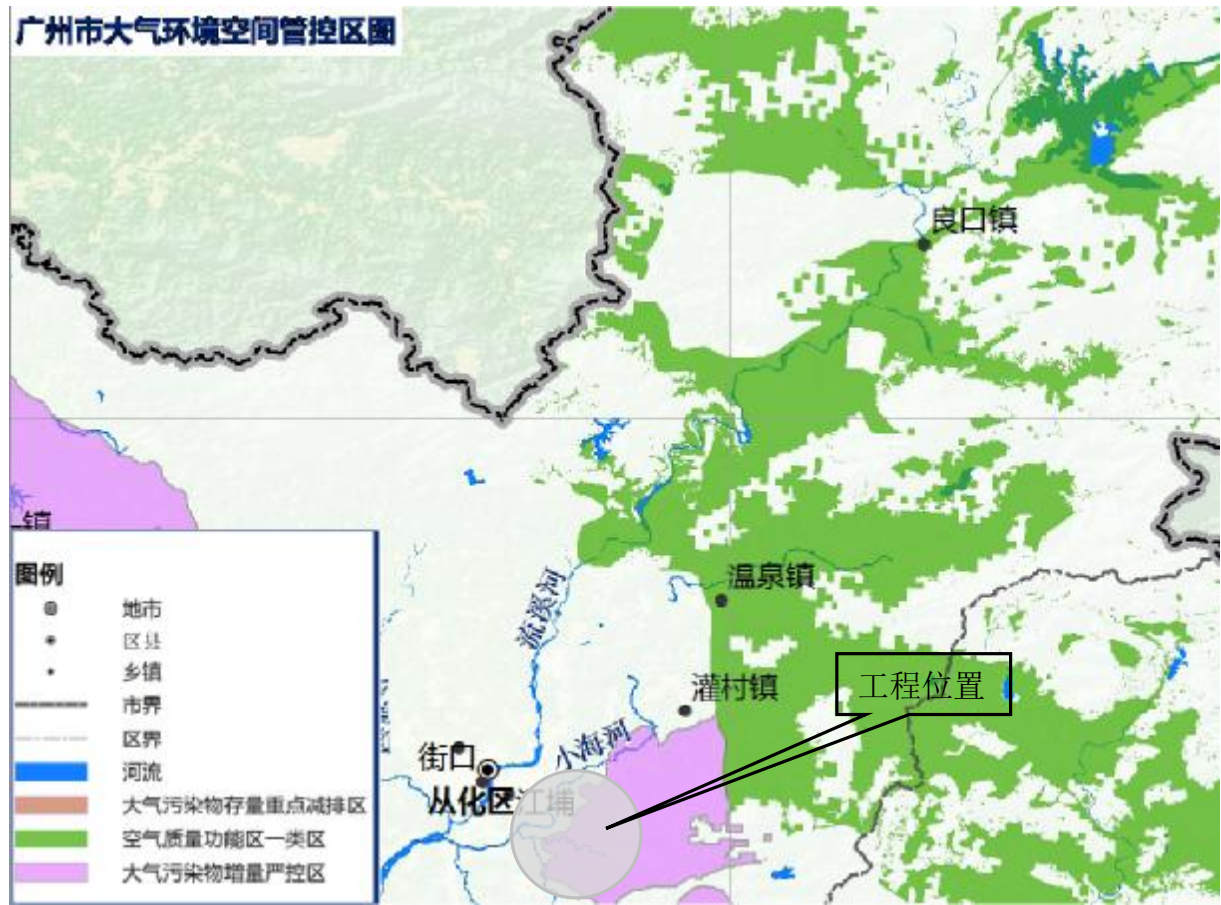 广州市大气环境空间管控区图
良口镇
镇
温泉镇
流溪河
工程位置
灌村镇
小海河
街口
从化区江埔
图例
地市
区县
乡镇
市界
区界
河流
大气污染物存量重点减排区
空气质量功能区一类区
大气污染物增量严控区